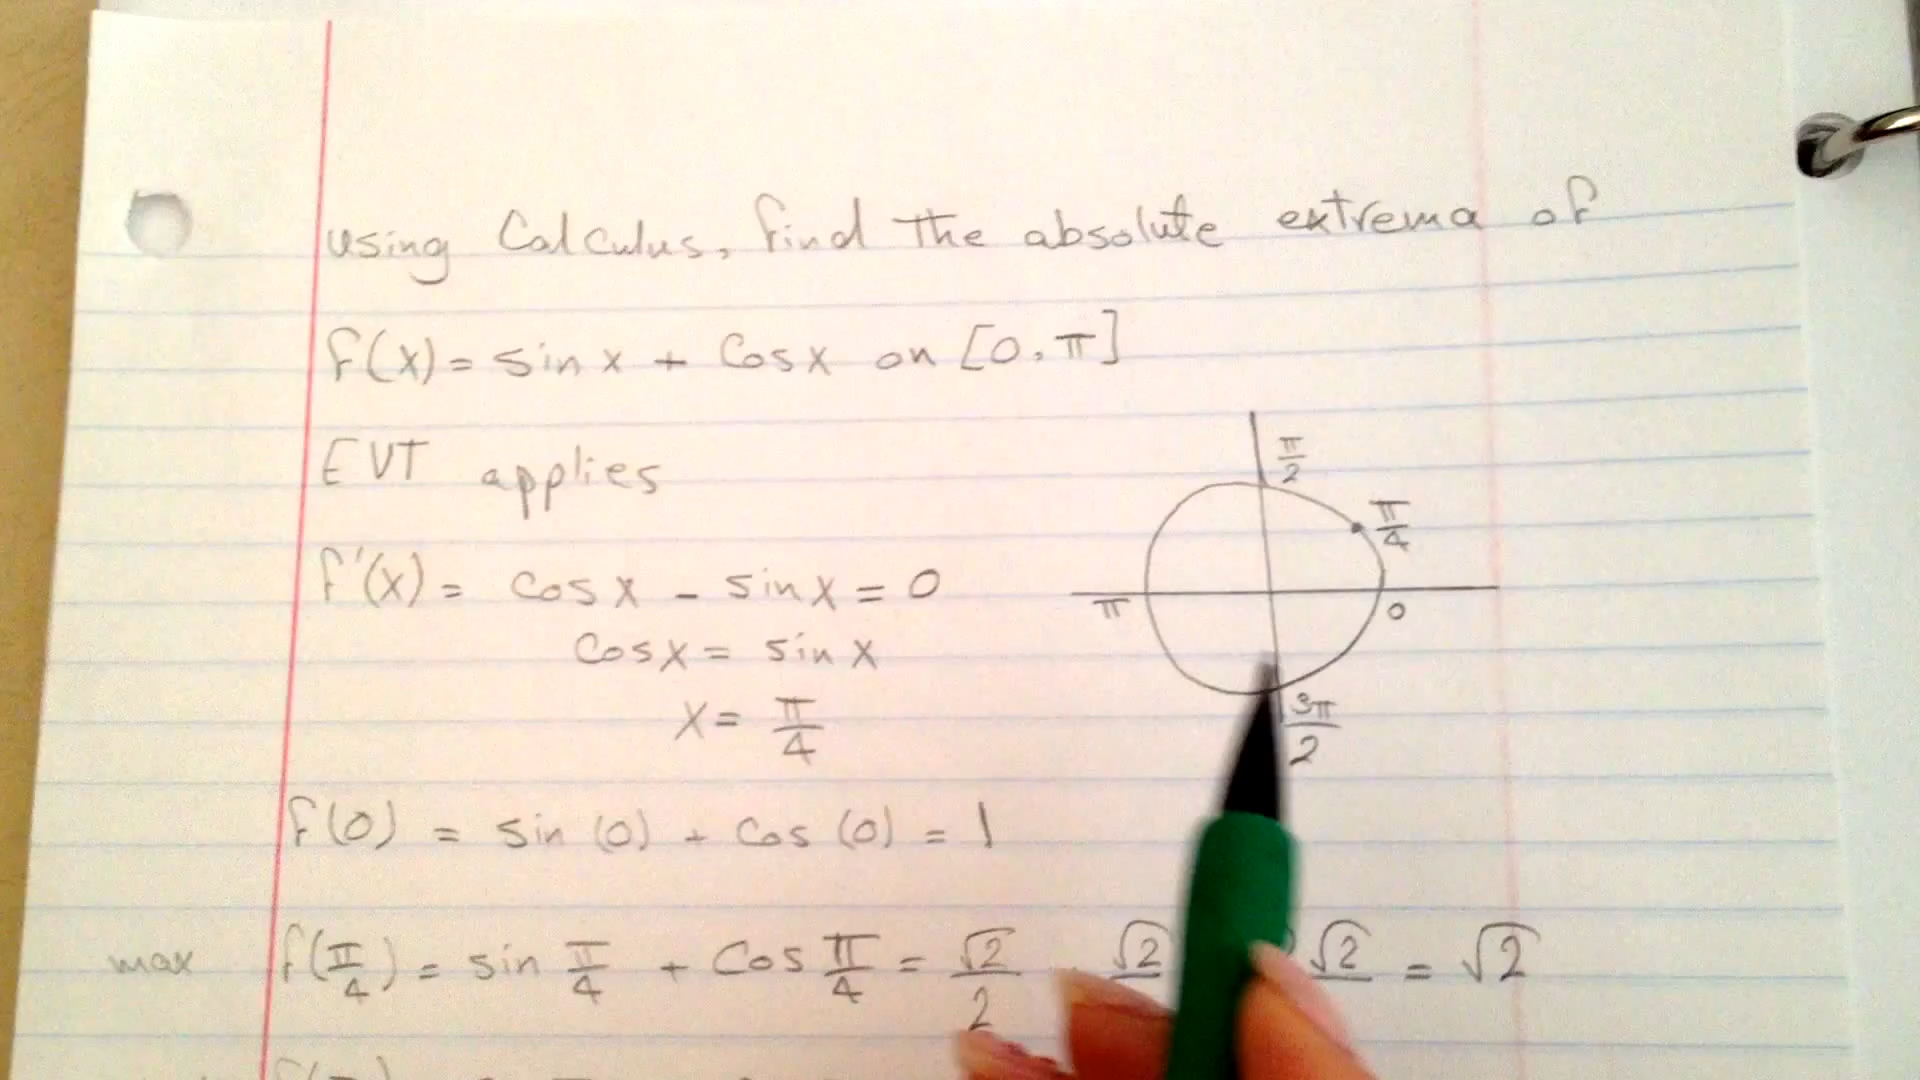 using Calculus, find the absolute extrema of
f(x) = sin x + cos x on [0, π]
EVT applies
π/2
π/4
f'(x) = cos x - sin x = 0
π
0
cos x = sin x
x = π/4
3π/2
f(0) = sin (0) + cos (0) = 1
max f(π/4) = sin π/4 + cos π/4 = √2/2 √2 √2 = √2